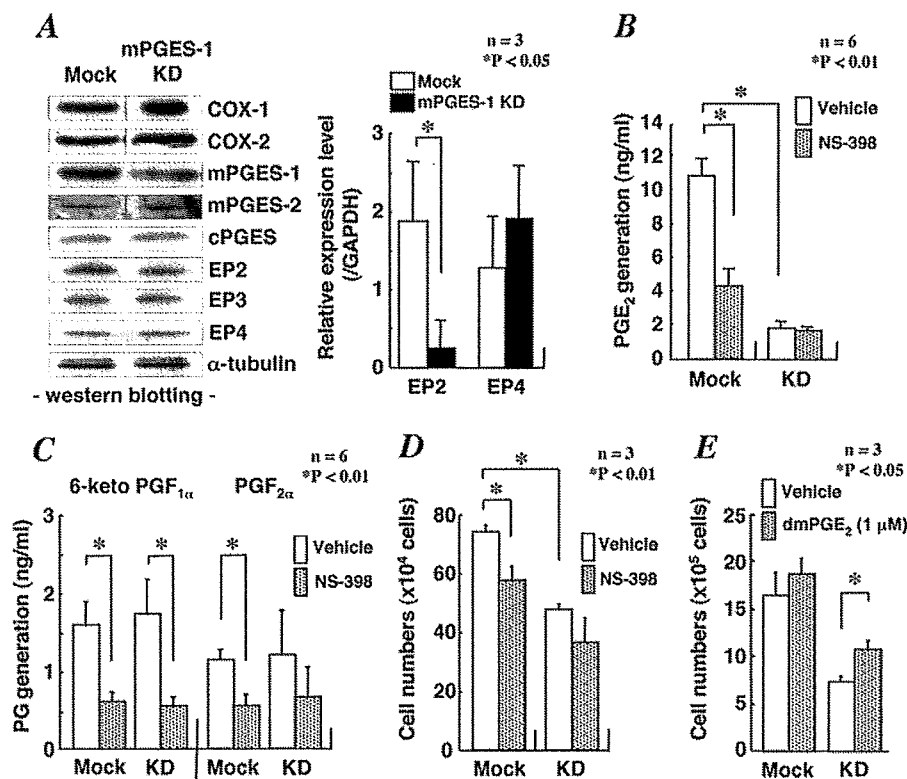 A
mPGES-1
Mock KD
COX-1
COX-2
mPGES-1
mPGES-2
cPGES
EP2
EP3
EP4
α-tubulin
- western blotting -
n = 3
*P < 0.05
Mock
mPGES-1 KD
Relative expression level
(/GAPDH)
3
2
1
0
*
EP2 EP4
B
n = 6
*P < 0.01
Vehicle
NS-398
PGE2 generation (ng/ml)
14
12
10
8
6
4
2
0
*
*
Mock KD
C
n = 6
*P < 0.01
6-keto PGF1α PGF2α
Vehicle
NS-398
PG generation (ng/ml)
3
2
1
0
* * *
Mock KD Mock KD
D
n = 3
*P < 0.01
Vehicle
NS-398
Cell numbers (x10⁴ cells)
80
60
40
20
0
*
*
Mock KD
E
n = 3
*P < 0.05
Vehicle
dmPGE2 (1 μM)
Cell numbers (x10⁵ cells)
25
20
15
10
5
0
*
Mock KD